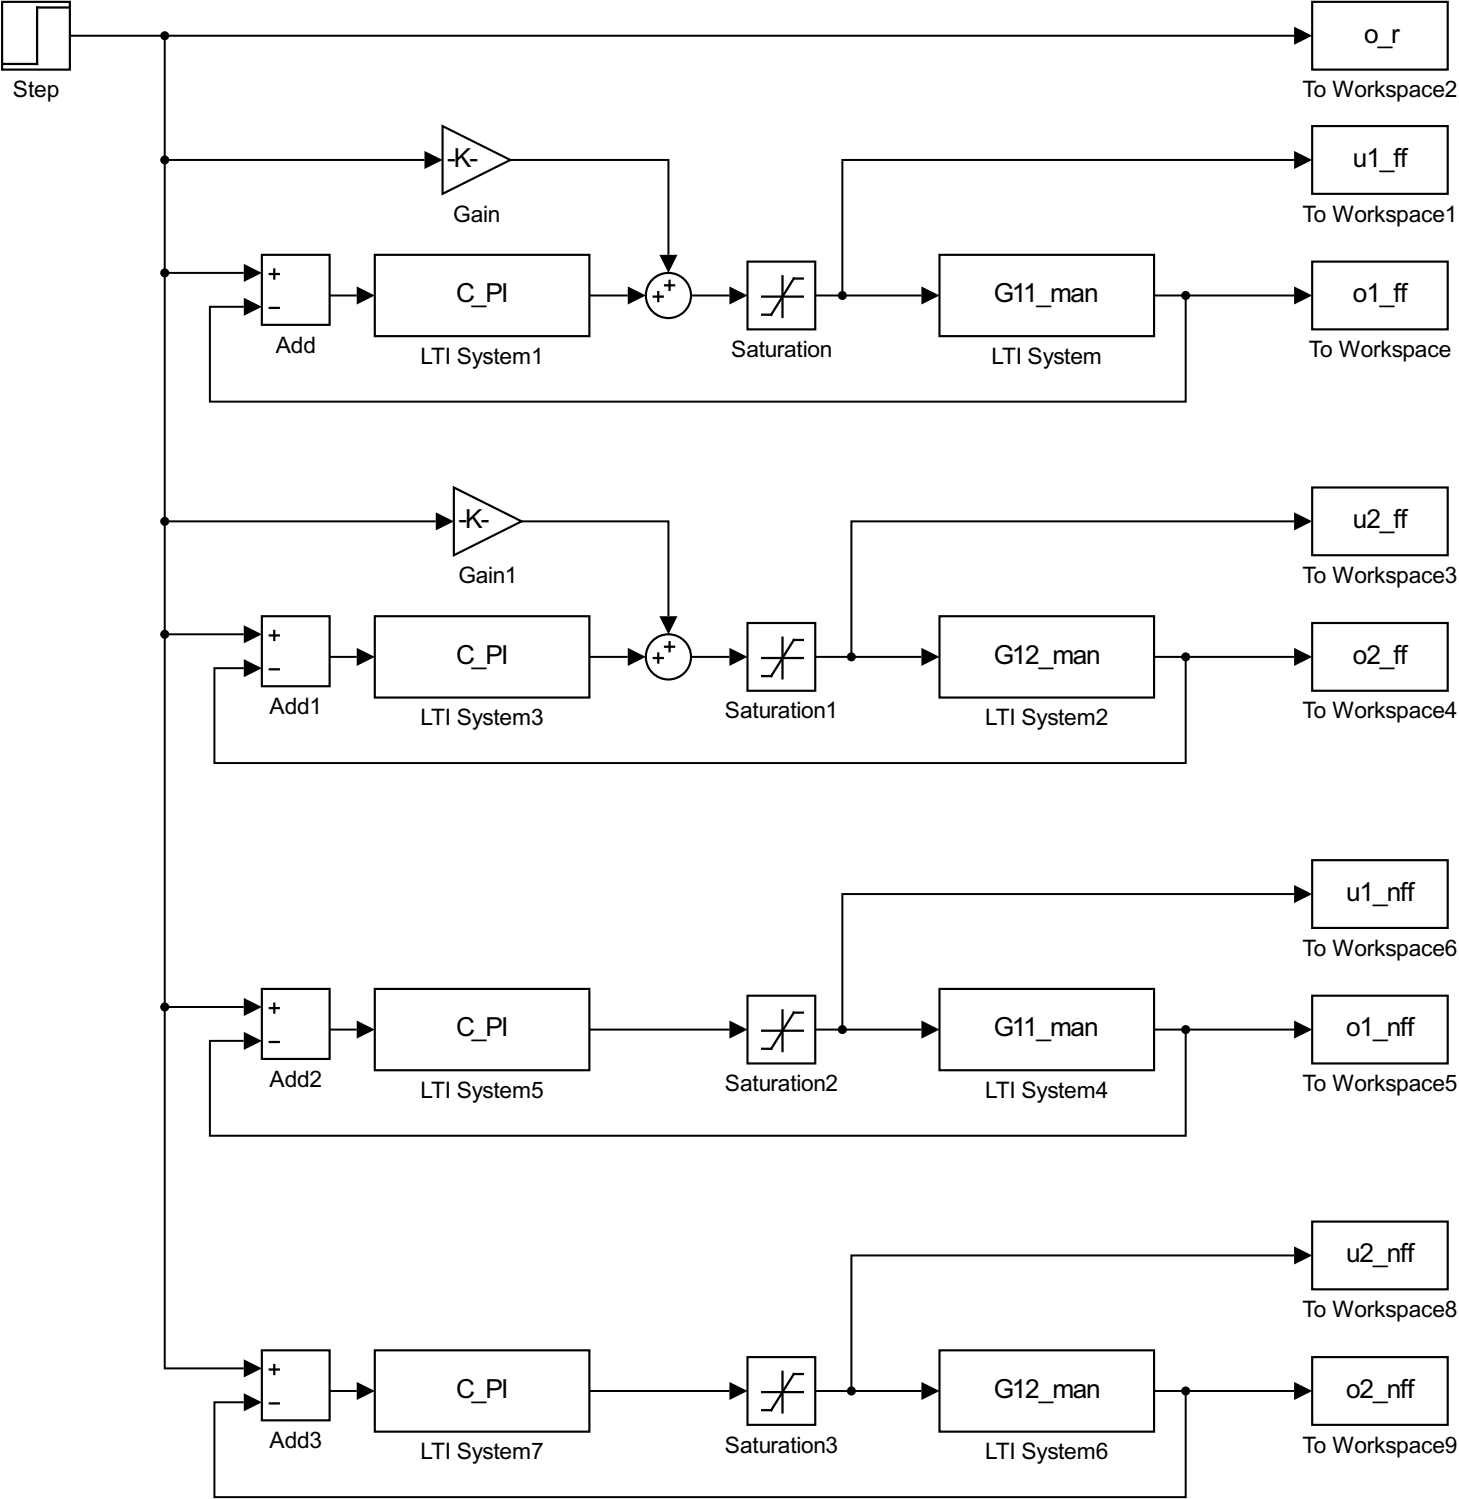 o_r
Step
To Workspace2
-K-
u1_ff
Gain
To Workspace1
+
−
C_PI
+
+
G11_man
o1_ff
Add
LTI System1
Saturation
LTI System
To Workspace
-K-
u2_ff
Gain1
To Workspace3
+
−
C_PI
+
+
G12_man
o2_ff
Add1
LTI System3
Saturation1
LTI System2
To Workspace4
u1_nff
To Workspace6
+
−
C_PI
G11_man
o1_nff
Add2
LTI System5
Saturation2
LTI System4
To Workspace5
u2_nff
To Workspace8
+
−
C_PI
G12_man
o2_nff
Add3
LTI System7
Saturation3
LTI System6
To Workspace9